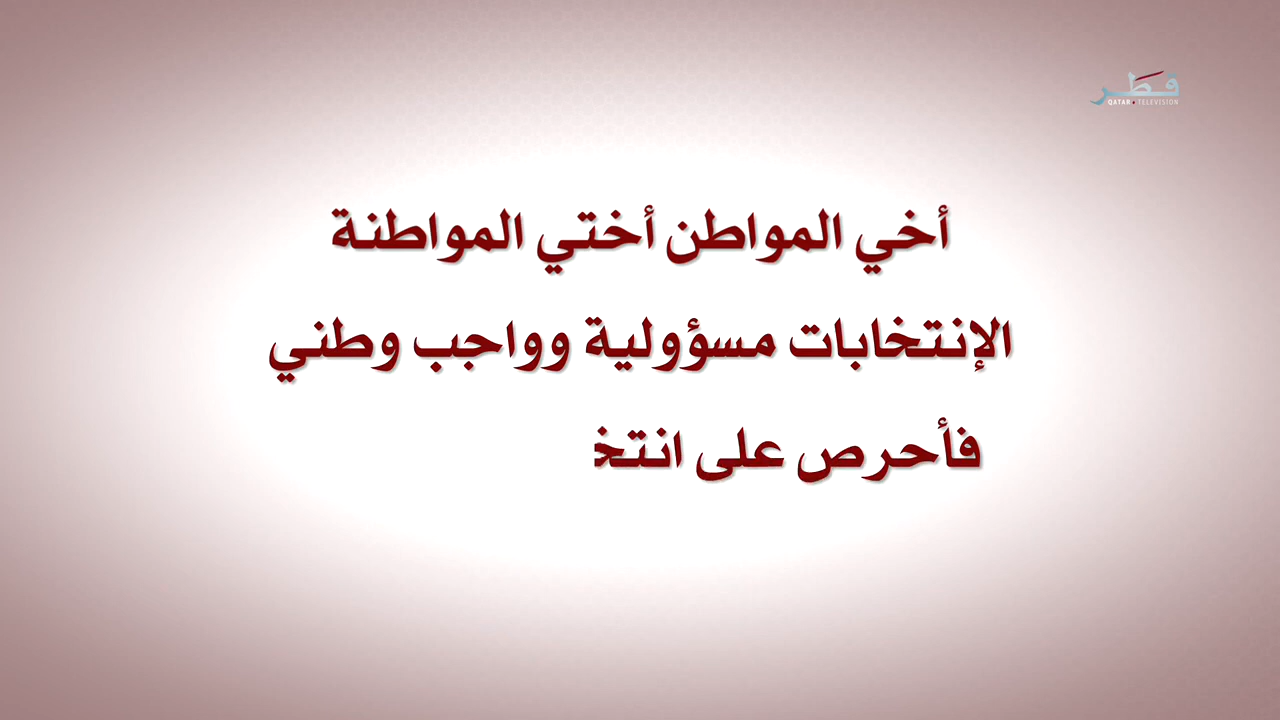 قطر
QATAR TELEVISION
أخي المواطن أختي المواطنة
الإنتخابات مسؤولية وواجب وطني
فأحرص على انتخ